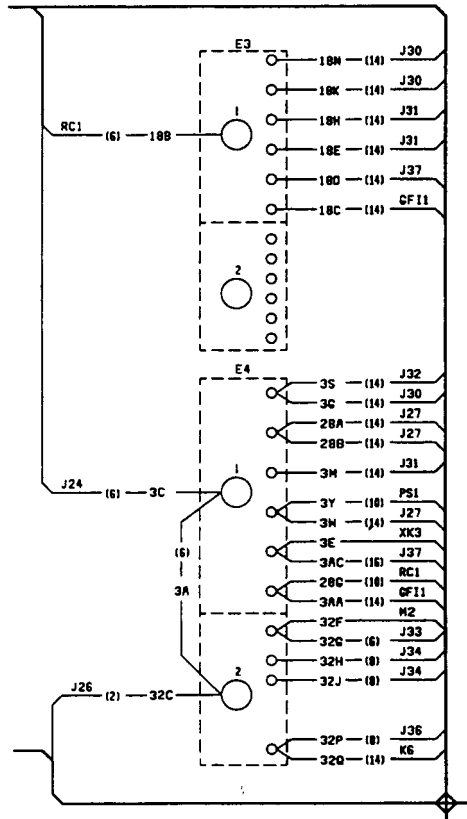 E3
18N (14) J30
18K (14) J30
1
18H (14) J31
RC1 (6) 18B
18E (14) J31
18D (14) J37
18C (14) GFI1
2
E4
3S (14) J32
3G (14) J30
28A (14) J27
28B (14) J27
1
3M (14) J31
J24 (6) 3C
3Y (10) PS1
3W (14) J27
(6)
3E XK3
3A
3AC (16) J37
28G (10) RC1
3AA (14) GFI1
32F M2
32G (6) J33
2
32H (8) J34
32J (8) J34
J26 (2) 32C
32P (8) J36
32Q (14) K6